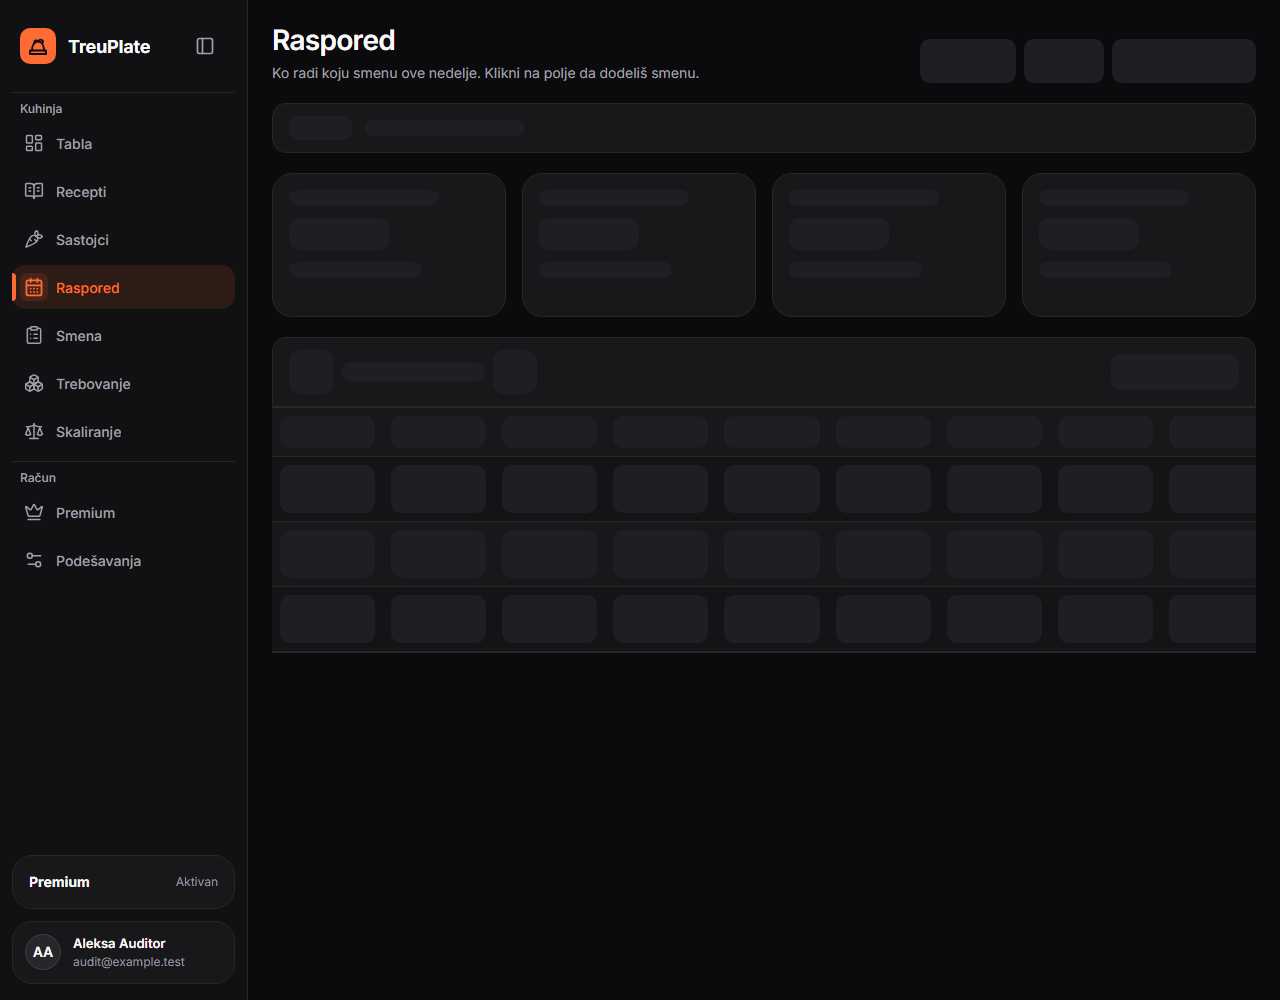 TreuPlate
Kuhinja
Tabla
Recepti
Sastojci
Raspored
Smena
Trebovanje
Skaliranje
Račun
Premium
Podešavanja
Premium
Aktivan
AA
Aleksa Auditor
audit@example.test
Raspored
Ko radi koju smenu ove nedelje. Klikni na polje da dodeliš smenu.